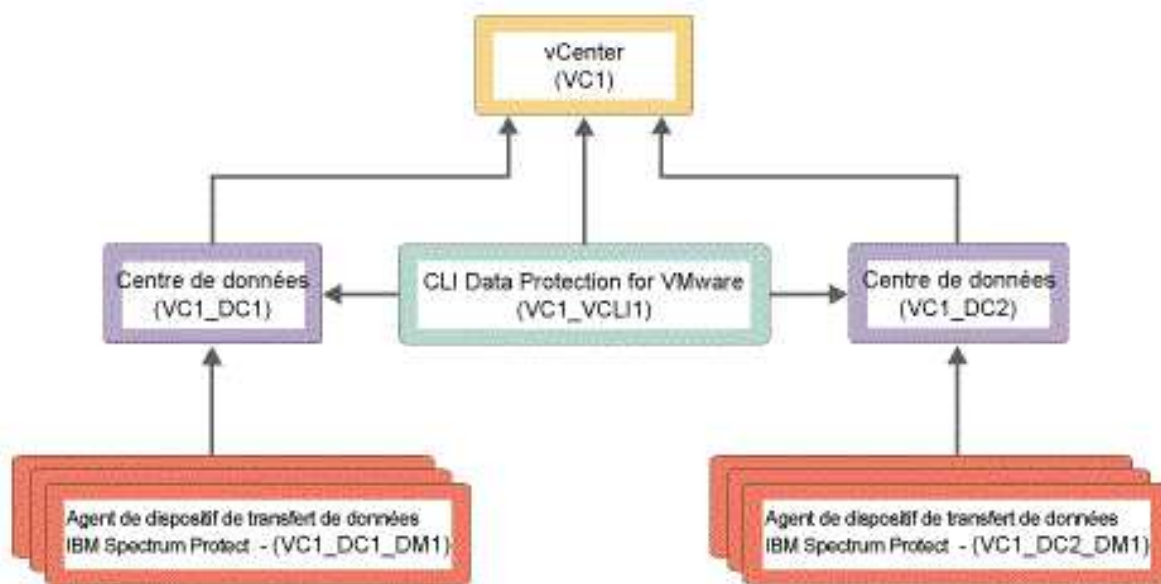 vCenter
(VC1)
Centre de données
(VC1_DC1)
CLI Data Protection for VMware
(VC1_VCLI1)
Centre de données
(VC1_DC2)
Agent de dispositif de transfert de données
IBM Spectrum Protect - (VC1_DC1_DM1)
Agent de dispositif de transfert de données
IBM Spectrum Protect - (VC1_DC2_DM1)